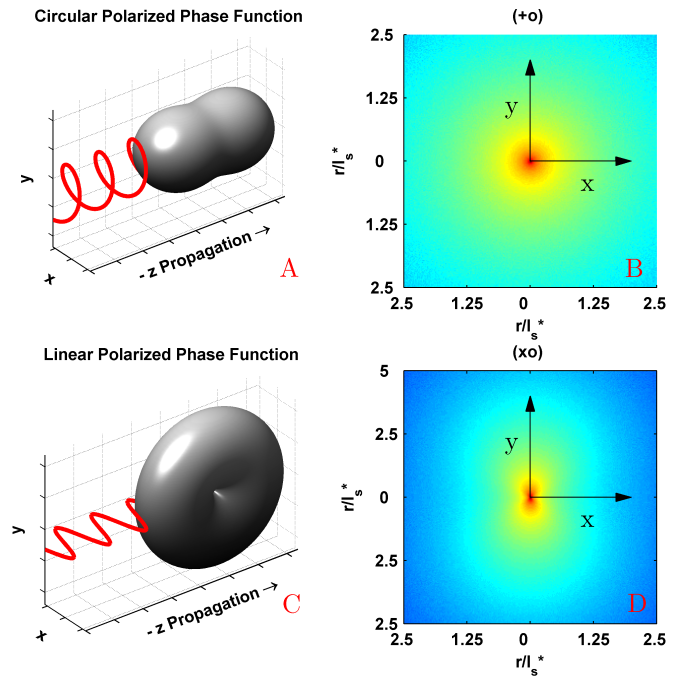 Circular Polarized Phase Function
y
x
- z Propagation →
A
(+o)
2.5
1.25
0
1.25
2.5
r/l_s*
y
x
B
2.5 1.25 0 1.25 2.5
r/l_s*
Linear Polarized Phase Function
y
x
- z Propagation →
C
(xo)
5
2.5
0
2.5
2.5
r/l_s*
y
x
D
2.5 1.25 0 1.25 2.5
r/l_s*